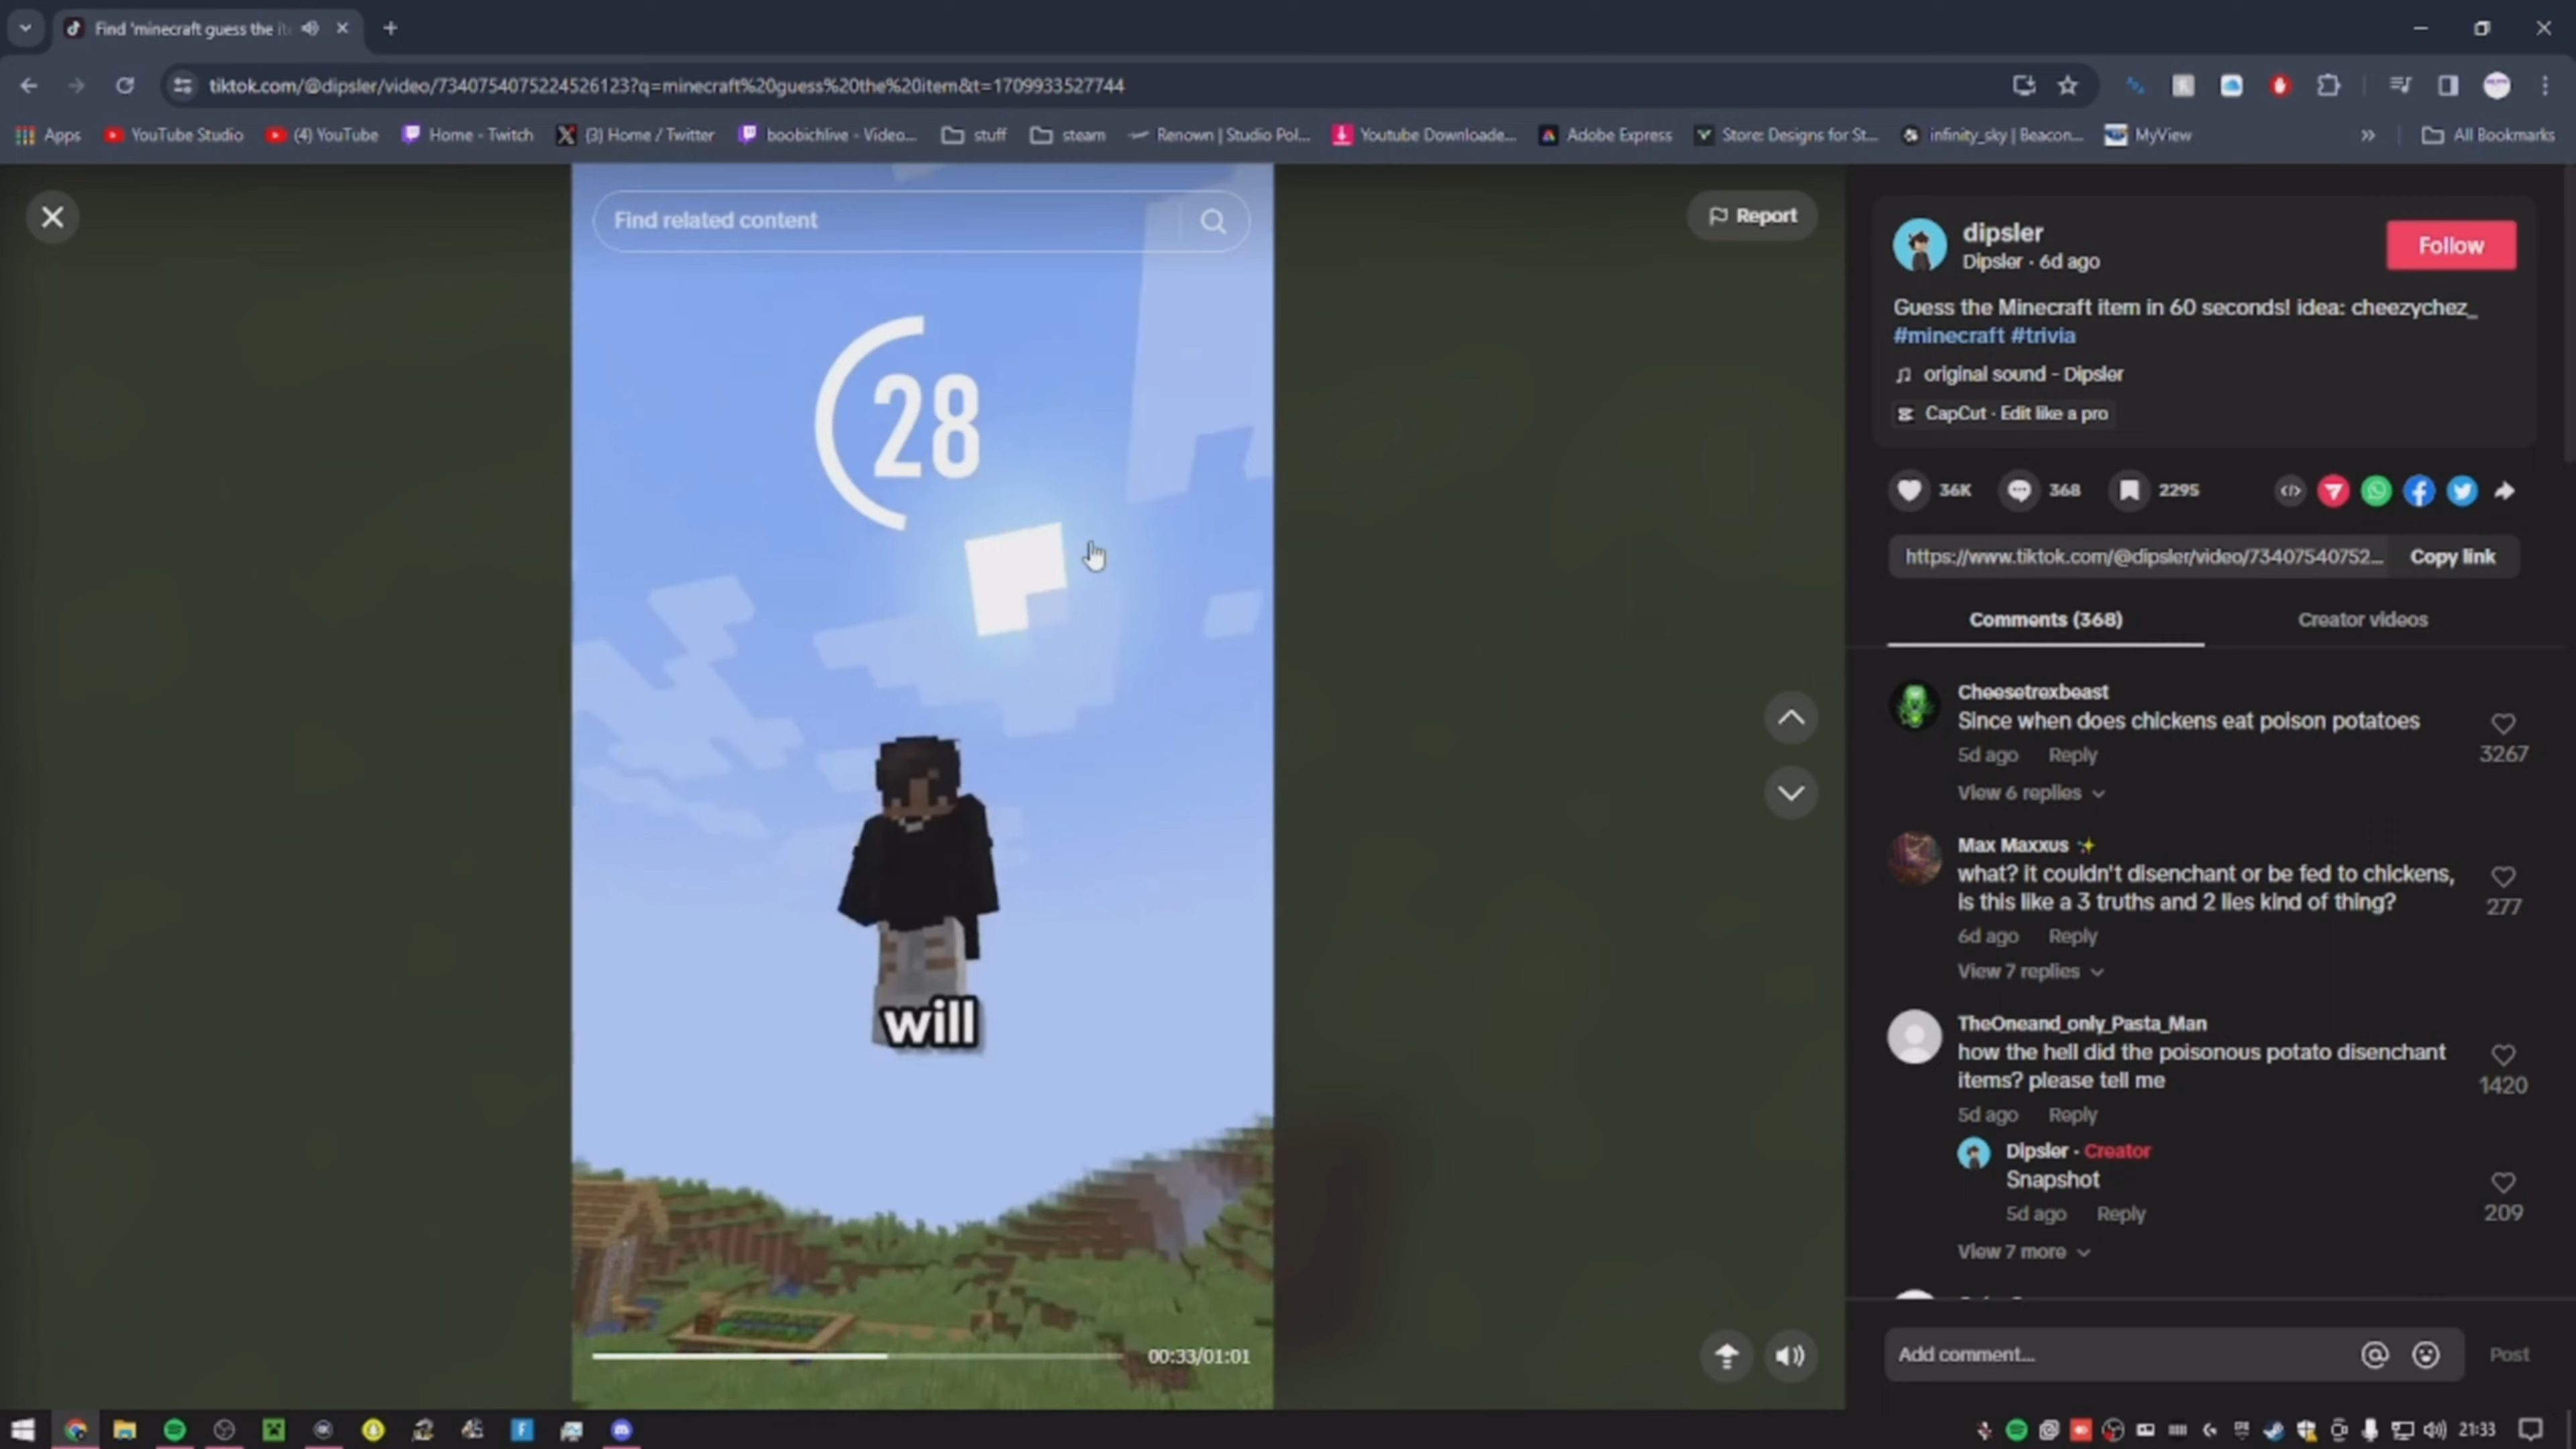 Find 'minecraft guess the it
tiktok.com/@dipsler/video/7340754075224526123?q=minecraft%20guess%20the%20item&t=1709933527744
Apps
YouTube Studio
(4) YouTube
Home - Twitch
(3) Home / Twitter
boobichlive - Video...
stuff
steam
Renown | Studio Pol...
Youtube Downloade...
Adobe Express
Store: Designs for St...
infinity_sky | Beacon...
MyView
All Bookmarks
Find related content
Report
28
will
00:33/01:01
dipsler
Dipsler · 6d ago
Follow
Guess the Minecraft item in 60 seconds! idea: cheezychez_
#minecraft #trivia
original sound - Dipsler
CapCut · Edit like a pro
36K
368
2295
https://www.tiktok.com/@dipsler/video/73407540752...
Copy link
Comments (368)
Creator videos
Cheesetrexbeast
Since when does chickens eat poison potatoes
5d ago Reply
3267
View 6 replies
Max Maxxus
what? it couldn't disenchant or be fed to chickens,
is this like a 3 truths and 2 lies kind of thing?
277
6d ago Reply
View 7 replies
TheOneand_only_Pasta_Man
how the hell did the poisonous potato disenchant
items? please tell me
1420
5d ago Reply
Dipsler · Creator
Snapshot
5d ago Reply
209
View 7 more
Add comment...
Post
21:33